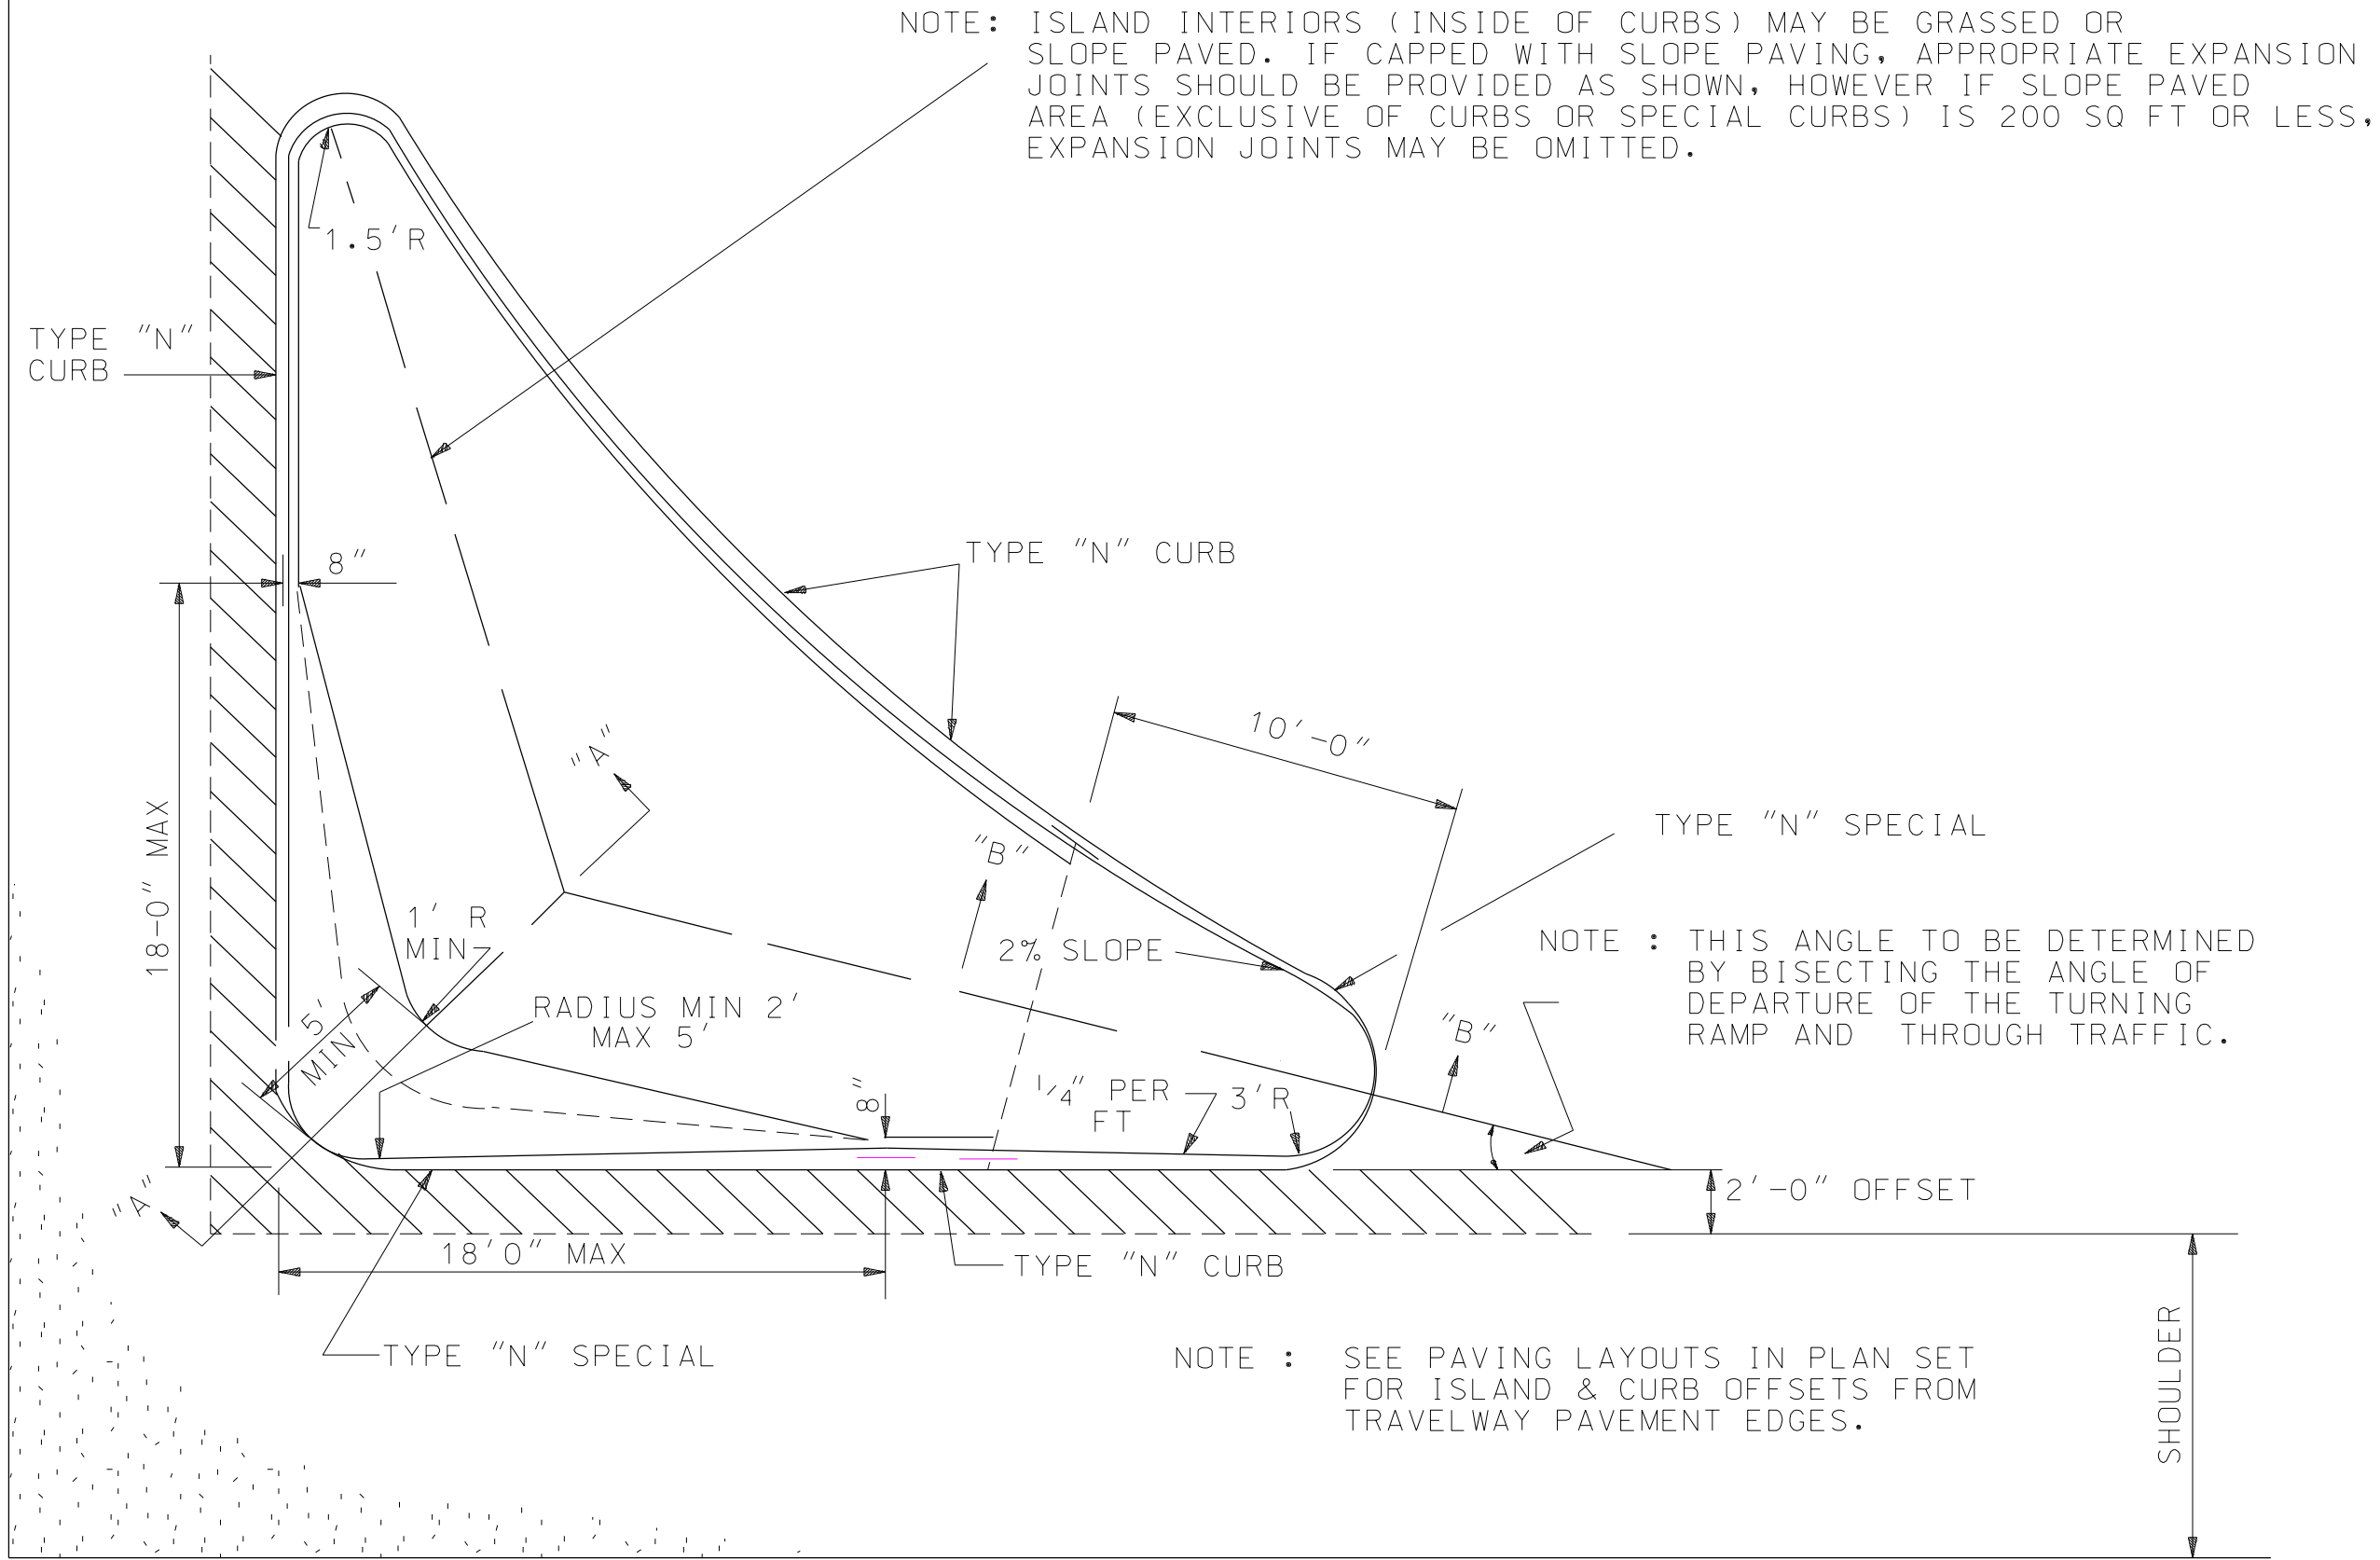 NOTE: ISLAND INTERIORS (INSIDE OF CURBS) MAY BE GRASSED OR
SLOPE PAVED. IF CAPPED WITH SLOPE PAVING, APPROPRIATE EXPANSION
JOINTS SHOULD BE PROVIDED AS SHOWN, HOWEVER IF SLOPE PAVED
AREA (EXCLUSIVE OF CURBS OR SPECIAL CURBS) IS 200 SQ FT OR LESS,
EXPANSION JOINTS MAY BE OMITTED.
1.5'R
TYPE "N"
CURB
8"
TYPE "N" CURB
10'-0"
"A"
18-0" MAX
"B"
TYPE "N" SPECIAL
1' R
MIN
2% SLOPE
NOTE : THIS ANGLE TO BE DETERMINED
BY BISECTING THE ANGLE OF
DEPARTURE OF THE TURNING
RAMP AND THROUGH TRAFFIC.
5'
MIN
RADIUS MIN 2'
MAX 5'
"B"
8"
1/4" PER
FT
3'R
"A"
2'-0" OFFSET
18'0" MAX
TYPE "N" CURB
TYPE "N" SPECIAL
NOTE : SEE PAVING LAYOUTS IN PLAN SET
FOR ISLAND & CURB OFFSETS FROM
TRAVELWAY PAVEMENT EDGES.
SHOULDER